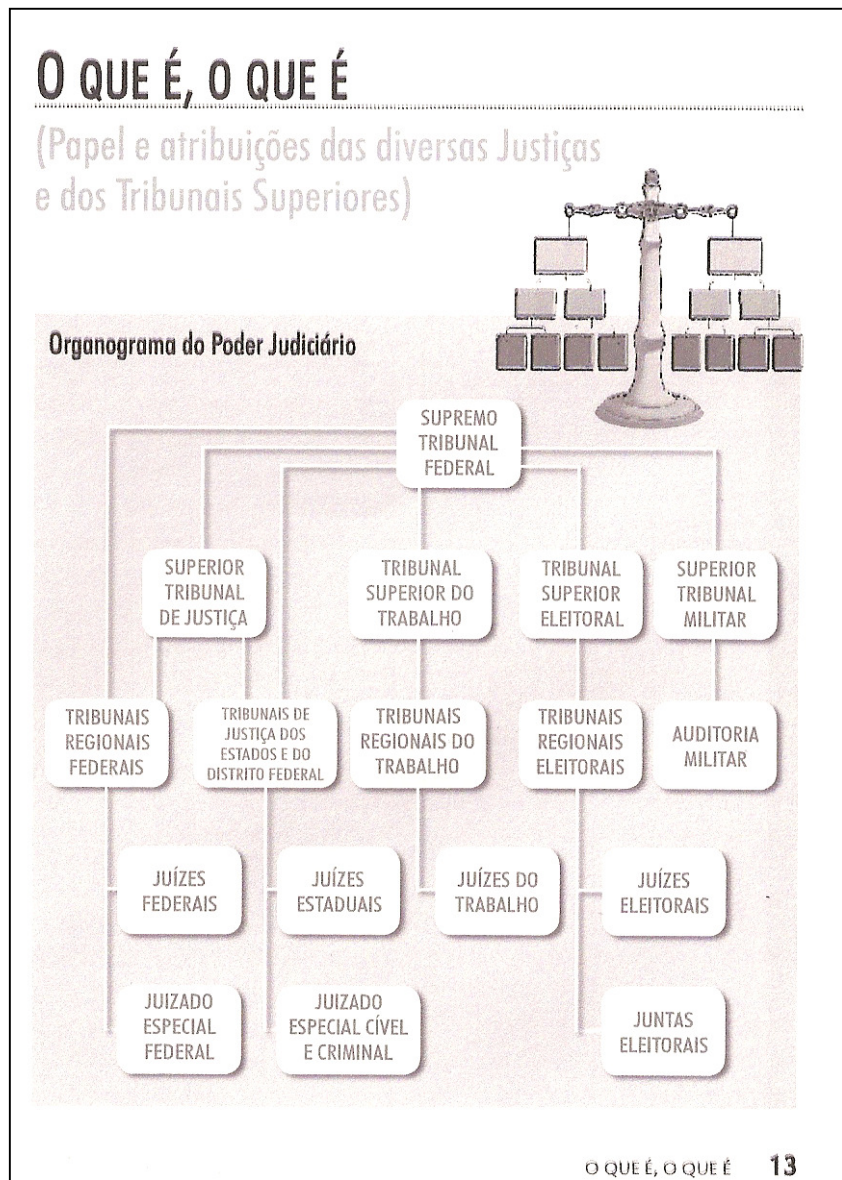 O QUE É, O QUE É
(Papel e atribuições das diversas Justiças
e dos Tribunais Superiores)
Organograma do Poder Judiciário
SUPREMO
TRIBUNAL
FEDERAL
SUPERIOR
TRIBUNAL
DE JUSTIÇA
TRIBUNAL
SUPERIOR DO
TRABALHO
TRIBUNAL
SUPERIOR
ELEITORAL
SUPERIOR
TRIBUNAL
MILITAR
TRIBUNAIS
REGIONAIS
FEDERAIS
TRIBUNAIS DE
JUSTIÇA DOS
ESTADOS E DO
DISTRITO FEDERAL
TRIBUNAIS
REGIONAIS DO
TRABALHO
TRIBUNAIS
REGIONAIS
ELEITORAIS
AUDITORIA
MILITAR
JUÍZES
FEDERAIS
JUÍZES
ESTADUAIS
JUÍZES DO
TRABALHO
JUÍZES
ELEITORAIS
JUIZADO
ESPECIAL
FEDERAL
JUIZADO
ESPECIAL CÍVEL
E CRIMINAL
JUNTAS
ELEITORAIS
O QUE É, O QUE É 13